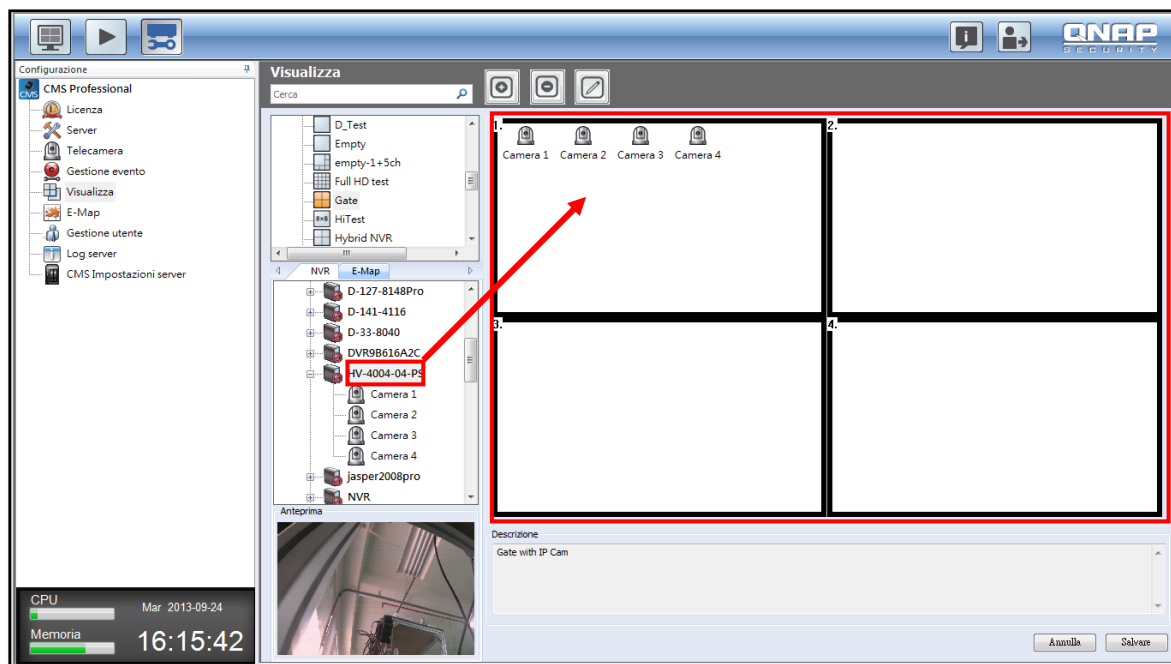 QNAP
SECURITY
Configurazione
CMS Professional
Licenza
Server
Telecamera
Gestione evento
Visualizza
E-Map
Gestione utente
Log server
CMS Impostazioni server
CPU
Mar 2013-09-24
Memoria
16:15:42
Visualizza
Cerca
D_Test
Empty
empty-1+5ch
Full HD test
Gate
8×8 HiTest
Hybrid NVR
NVR E-Map
D-127-8148Pro
D-141-4116
D-33-8040
DVR9B616A2C
HV-4004-04-PS
Camera 1
Camera 2
Camera 3
Camera 4
jasper2008pro
NVR
Anteprima
1. 2.
Camera 1 Camera 2 Camera 3 Camera 4
3. 4.
Descrizione
Gate with IP Cam
Annulla Salvare